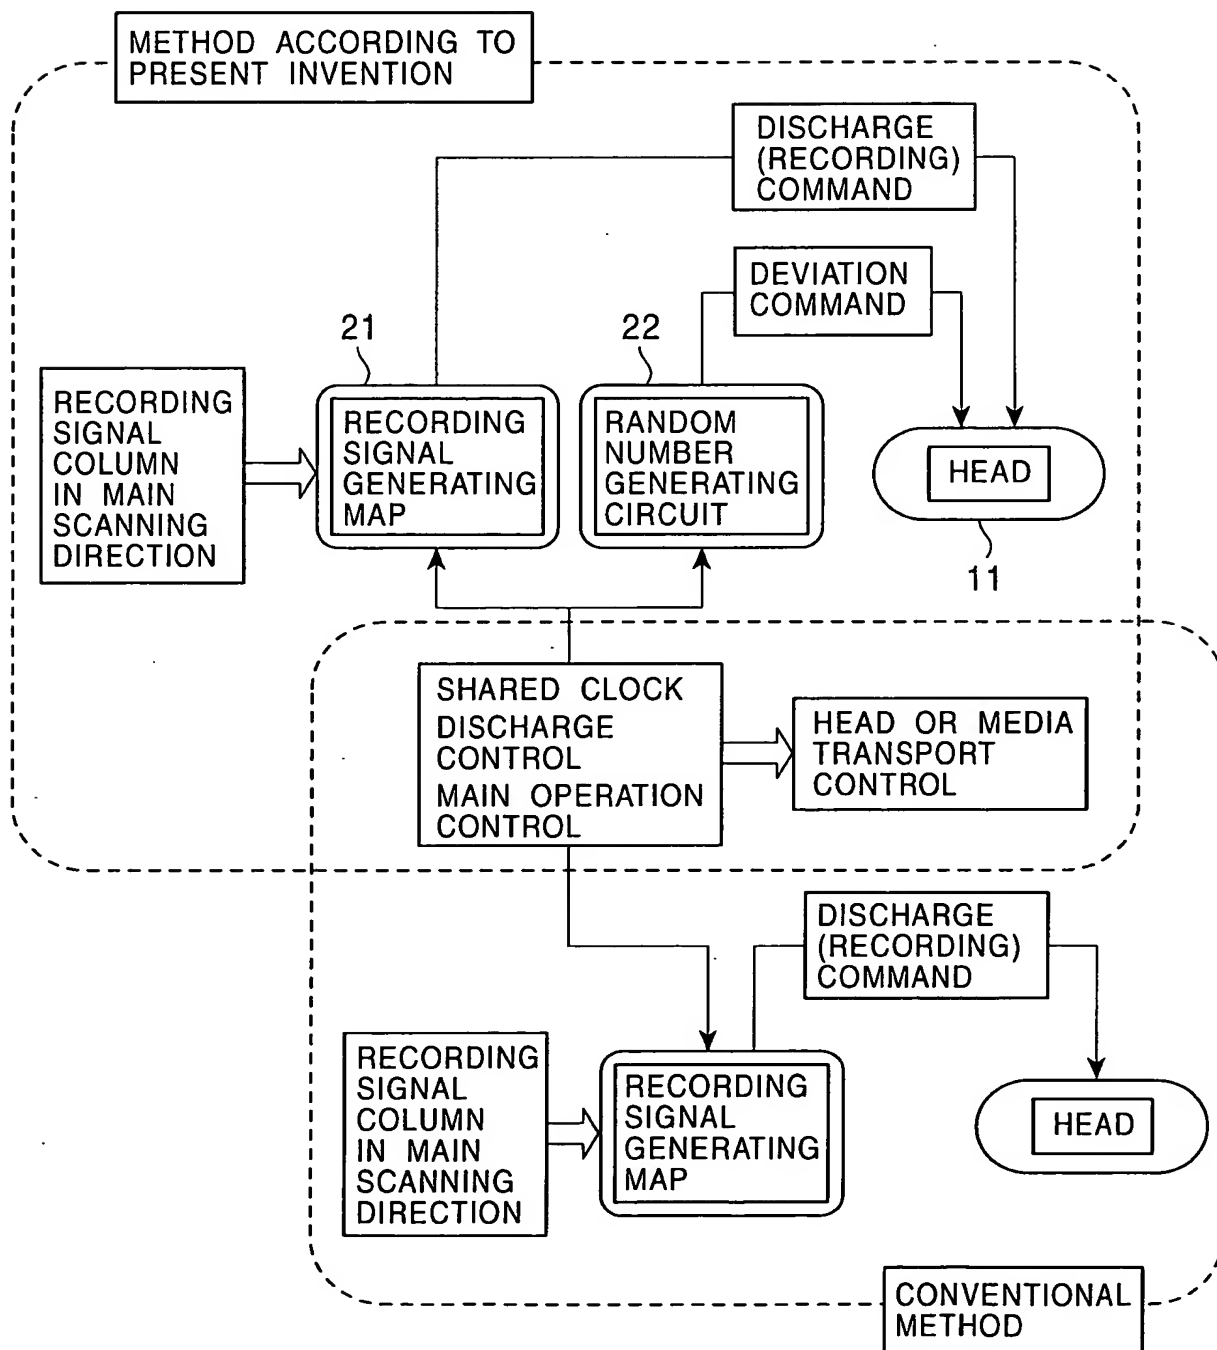 METHOD ACCORDING TO
PRESENT INVENTION
DISCHARGE
(RECORDING)
COMMAND
DEVIATION
COMMAND
21
22
RECORDING
SIGNAL
COLUMN
IN MAIN
SCANNING
DIRECTION
RECORDING
SIGNAL
GENERATING
MAP
RANDOM
NUMBER
GENERATING
CIRCUIT
HEAD
11
SHARED CLOCK
DISCHARGE
CONTROL
MAIN OPERATION
CONTROL
HEAD OR MEDIA
TRANSPORT
CONTROL
DISCHARGE
(RECORDING)
COMMAND
RECORDING
SIGNAL
COLUMN
IN MAIN
SCANNING
DIRECTION
RECORDING
SIGNAL
GENERATING
MAP
HEAD
CONVENTIONAL
METHOD